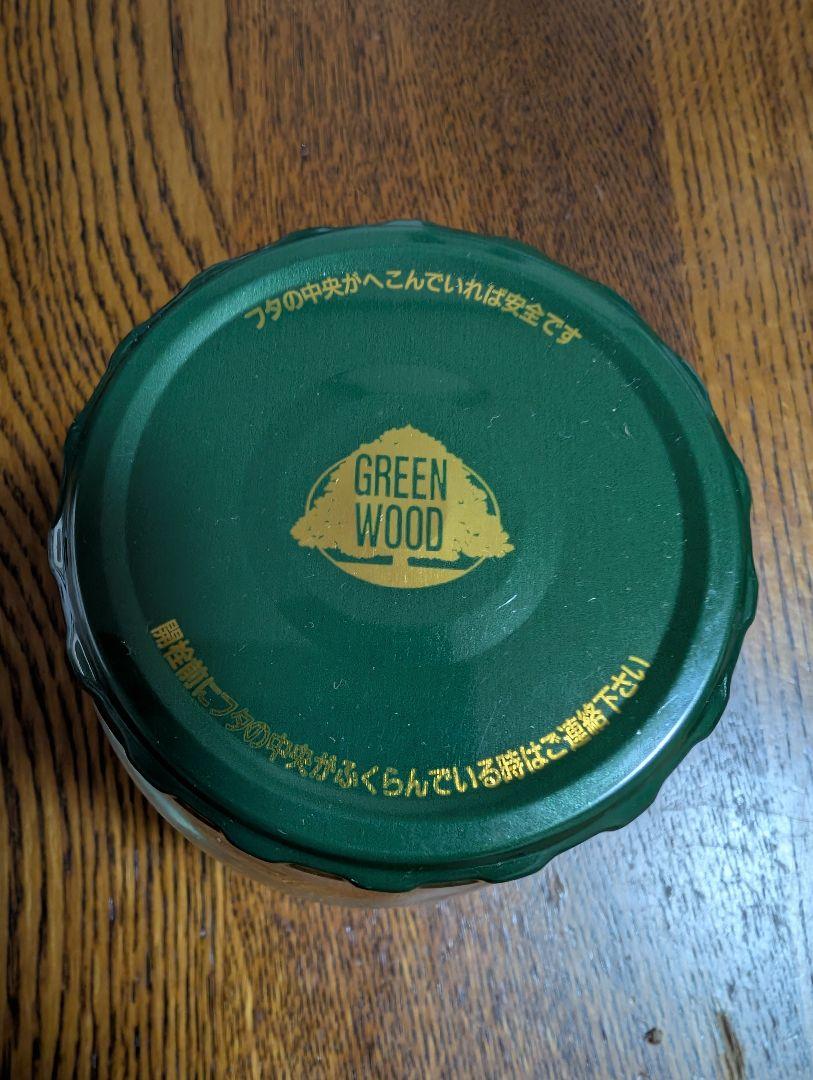 フタの中央がへこんでいれば安全です
GREEN
WOOD
開栓前にフタの中央がふくらんでいる時はご連絡下さい